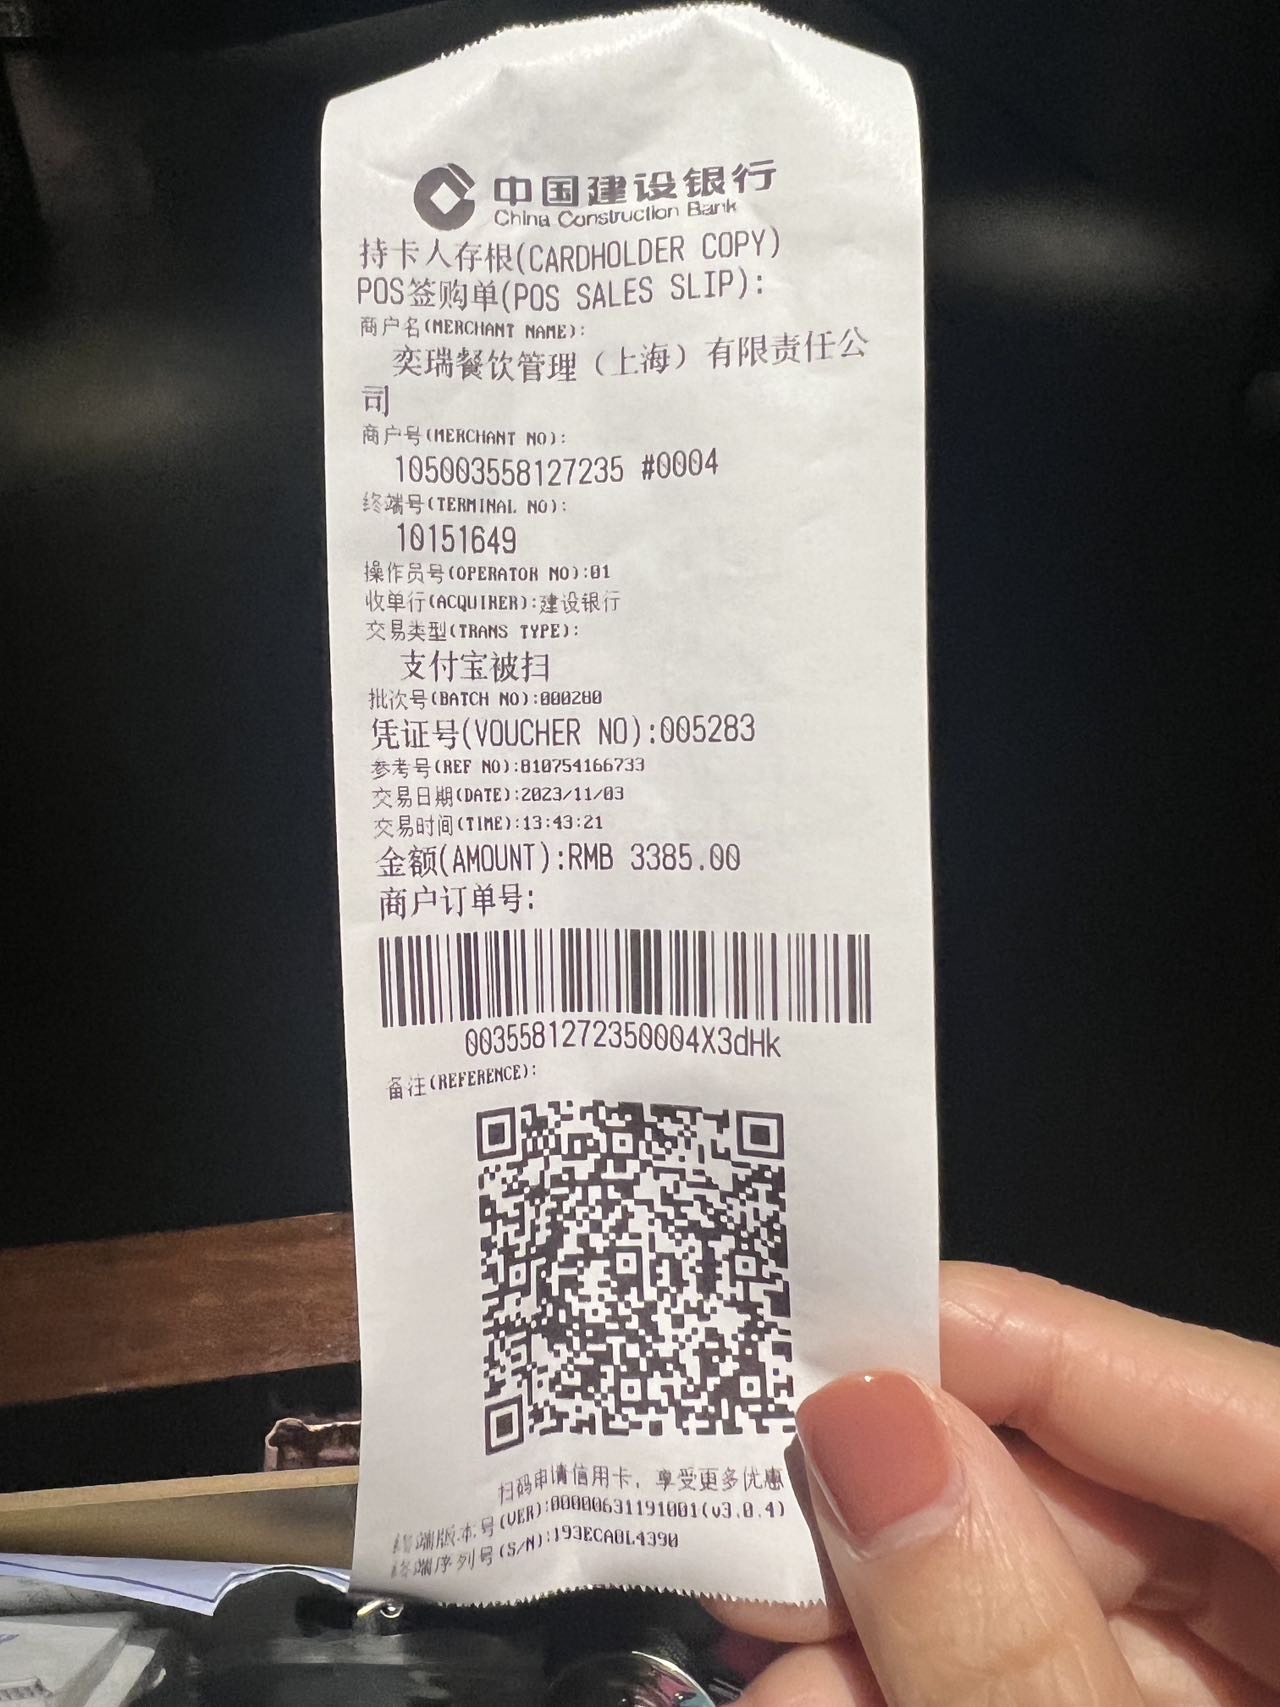 中国建设银行
China Construction Bank
持卡人存根(CARDHOLDER COPY)
POS签购单(POS SALES SLIP):
商户名(MERCHANT NAME):
奕瑞餐饮管理（上海）有限责任公
司
商户号(MERCHANT NO):
105003558127235 #0004
终端号(TERMINAL NO):
10151649
操作员号(OPERATOR NO):01
收单行(ACQUIRER):建设银行
交易类型(TRANS TYPE):
支付宝被扫
批次号(BATCH NO):000280
凭证号(VOUCHER NO):005283
参考号(REF NO):810754166733
交易日期(DATE):2023/11/03
交易时间(TIME):13:43:21
金额(AMOUNT):RMB 3385.00
商户订单号:
0035581272350004X3dHk
备注(REFERENCE):
扫码申请信用卡，享受更多优惠
终端版本号(VER):00000631191001(v3.0.4)
终端序列号(S/N):193ECA0L4390